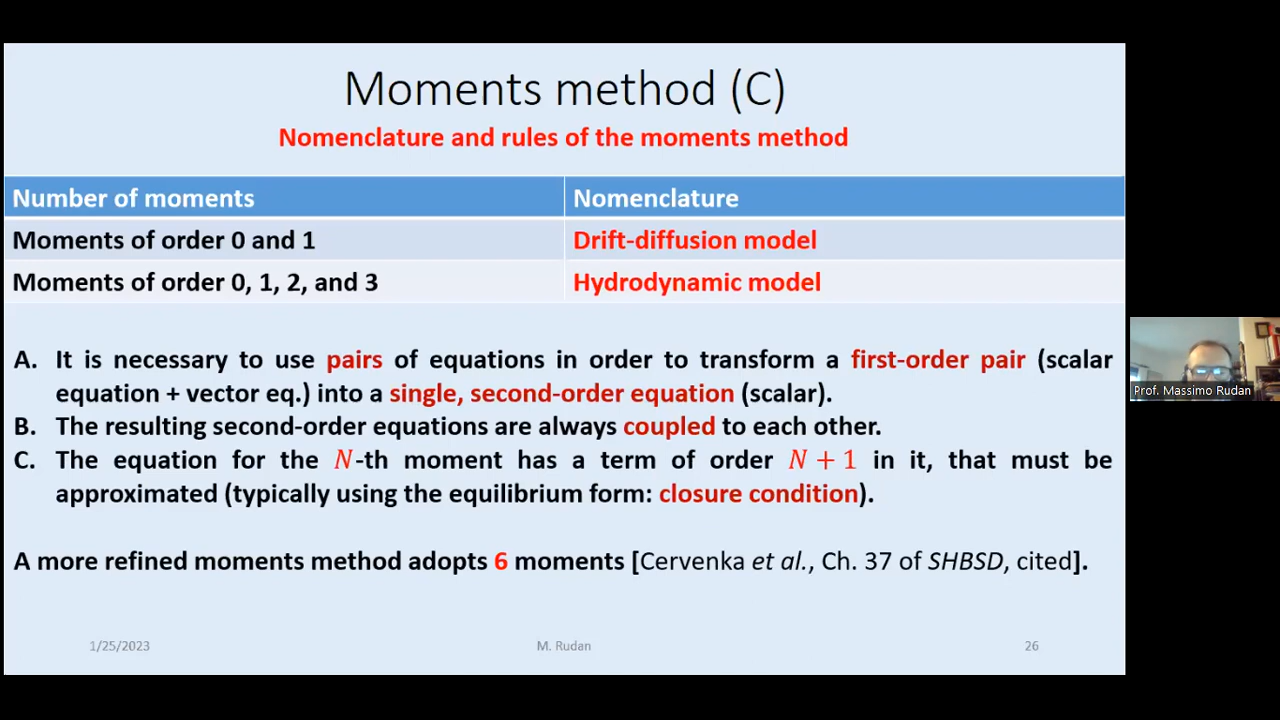 Moments method (C)
Nomenclature and rules of the moments method
Number of moments Nomenclature
Moments of order 0 and 1 Drift-diffusion model
Moments of order 0, 1, 2, and 3 Hydrodynamic model
A. It is necessary to use pairs of equations in order to transform a first-order pair (scalar
equation + vector eq.) into a single, second-order equation (scalar).
B. The resulting second-order equations are always coupled to each other.
C. The equation for the N-th moment has a term of order N + 1 in it, that must be
approximated (typically using the equilibrium form: closure condition).
A more refined moments method adopts 6 moments [Cervenka et al., Ch. 37 of SHBSD, cited].
1/25/2023 M. Rudan 26
Prof. Massimo Rudan